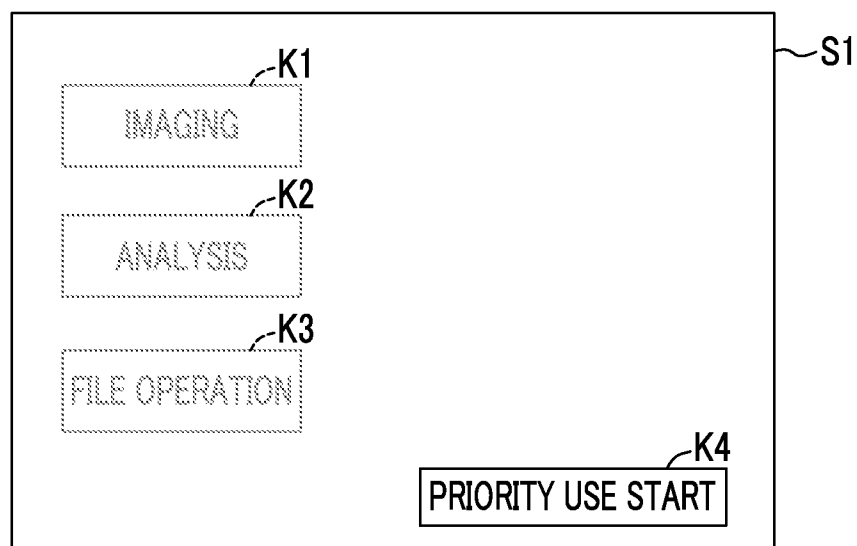 K1
S1
IMAGING
K2
ANALYSIS
K3
FILE OPERATION
K4
PRIORITY USE START